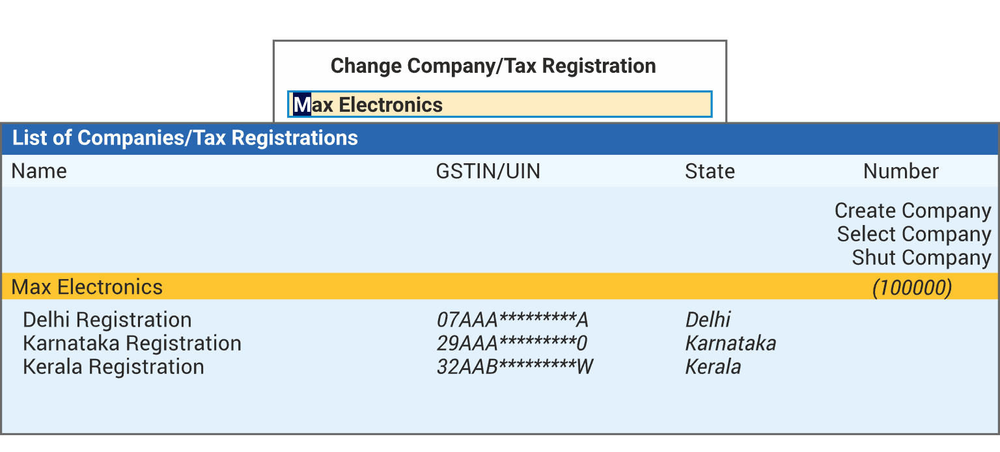 Change Company/Tax Registration
Max Electronics
List of Companies/Tax Registrations
Name GSTIN/UIN State Number
Create Company
Select Company
Shut Company
Max Electronics (100000)
Delhi Registration 07AAA*********A Delhi
Karnataka Registration 29AAA*********0 Karnataka
Kerala Registration 32AAB*********W Kerala